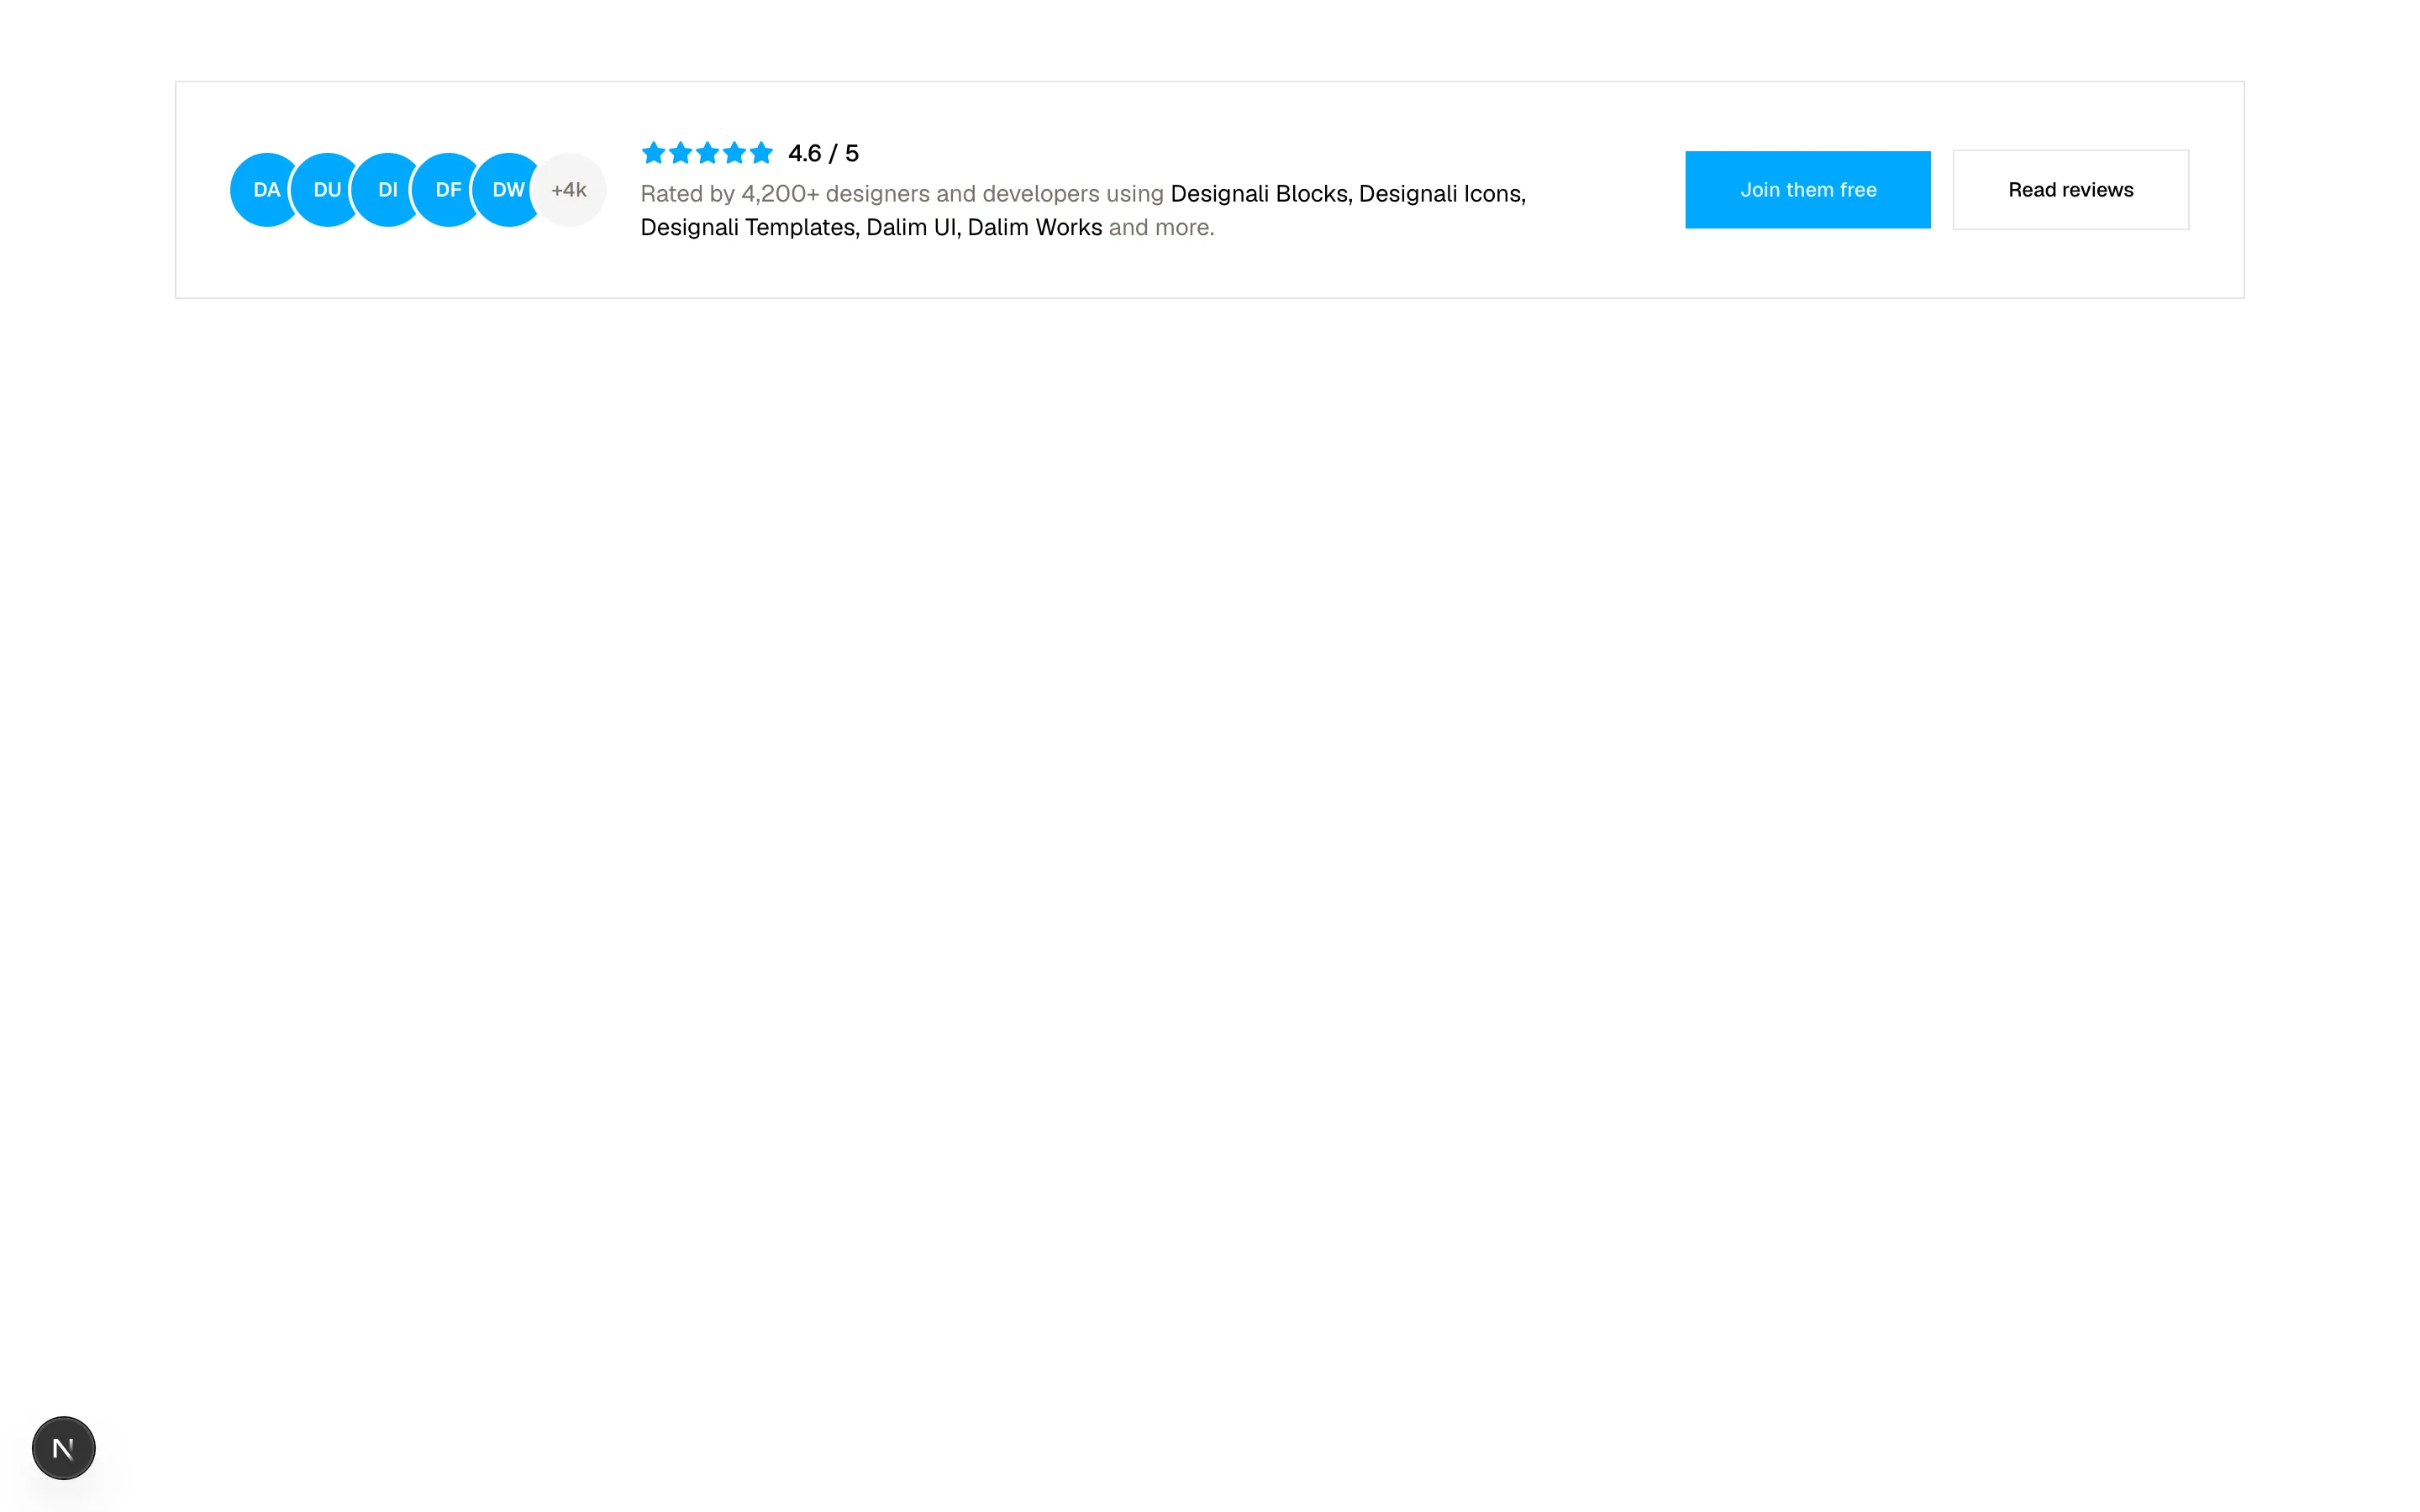 DA DU DI DF DW +4k
4.6 / 5
Rated by 4,200+ designers and developers using Designali Blocks, Designali Icons,
Designali Templates, Dalim UI, Dalim Works and more.
Join them free
Read reviews
N